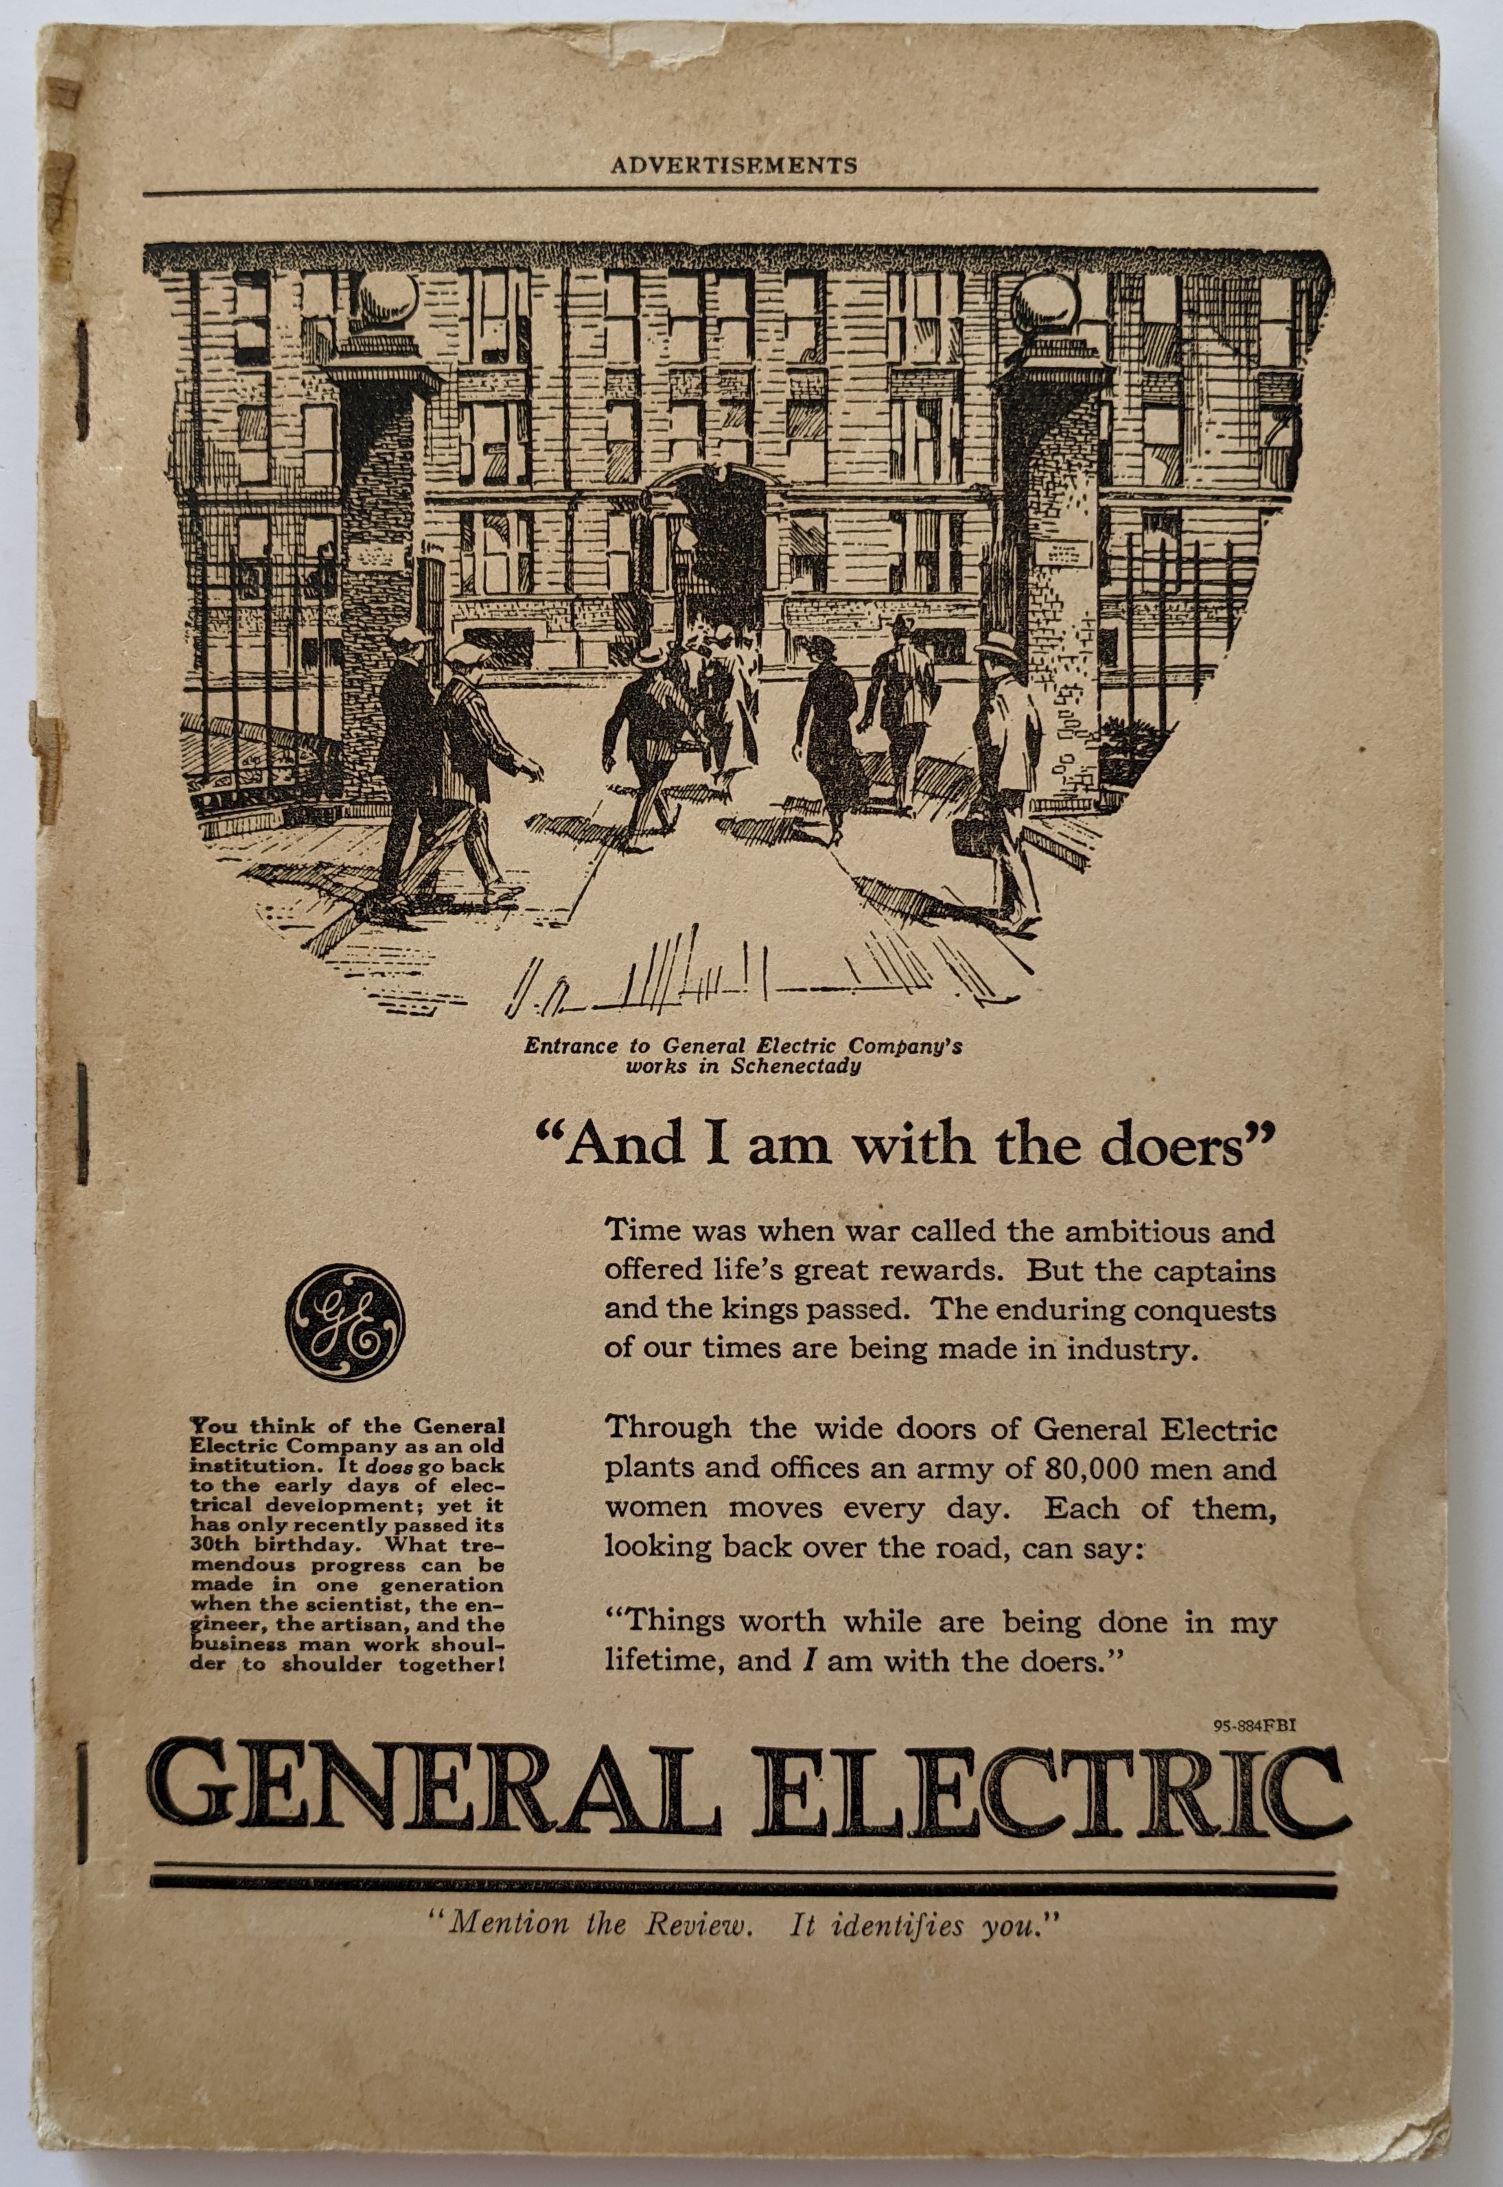 ADVERTISEMENTS
Entrance to General Electric Company's
works in Schenectady
“And I am with the doers”
Time was when war called the ambitious and
offered life's great rewards. But the captains
and the kings passed. The enduring conquests
of our times are being made in industry.
Through the wide doors of General Electric
plants and offices an army of 80,000 men and
women moves every day. Each of them,
looking back over the road, can say:
“Things worth while are being done in my
lifetime, and I am with the doers.”
GE
You think of the General
Electric Company as an old
institution. It does go back
to the early days of elec-
trical development; yet it
has only recently passed its
30th birthday. What tre-
mendous progress can be
made in one generation
when the scientist, the en-
gineer, the artisan, and the
business man work shoul-
der to shoulder together!
95-884FBI
GENERAL ELECTRIC
“Mention the Review. It identifies you.”